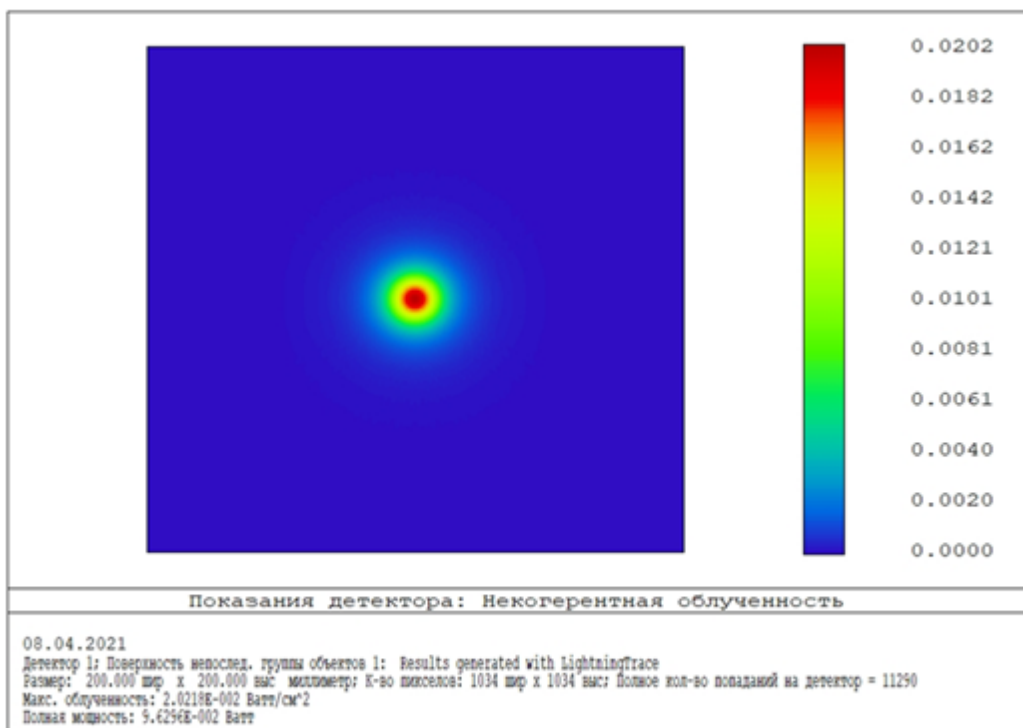 0.0202
0.0182
0.0162
0.0142
0.0121
0.0101
0.0081
0.0061
0.0040
0.0020
0.0000
Показания детектора: Некогерентная облученность
08.04.2021
Детектор 1; Поверхность непослед. группы объектов 1: Results generated with LightningTrace
Размер: 200.000 шир x 200.000 выс миллиметр; К-во пикселов: 1034 шир x 1034 выс; Полное кол-во попаданий на детектор = 11290
Макс. облученность: 2.0218E-002 Ватт/см^2
Полная мощность: 9.6296E-002 Ватт